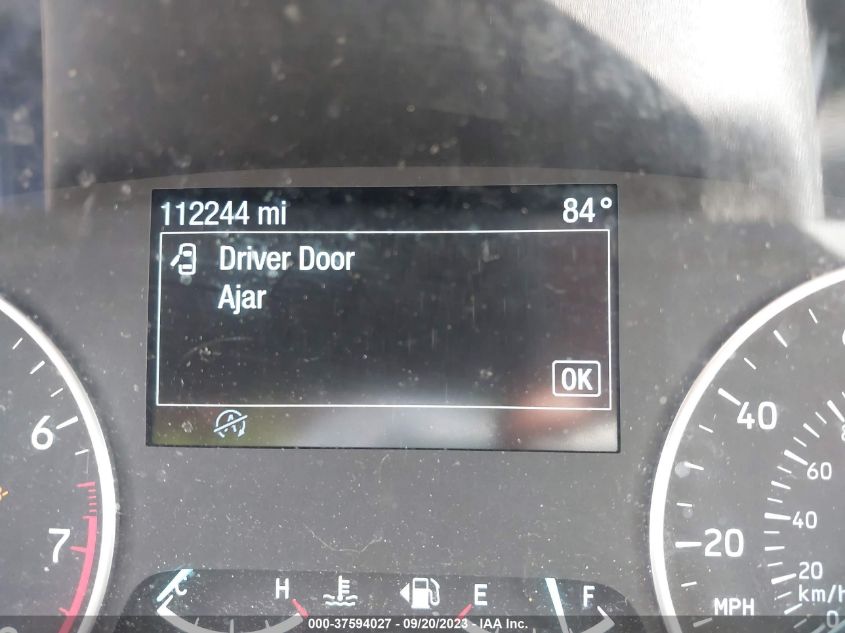 112244 mi 84°
Driver Door
Ajar
OK
A
6
7
40
20
MPH
60
40
20
km/h
0
C H E F
000-37594027 - 09/20/2023 - © IAA, Inc.